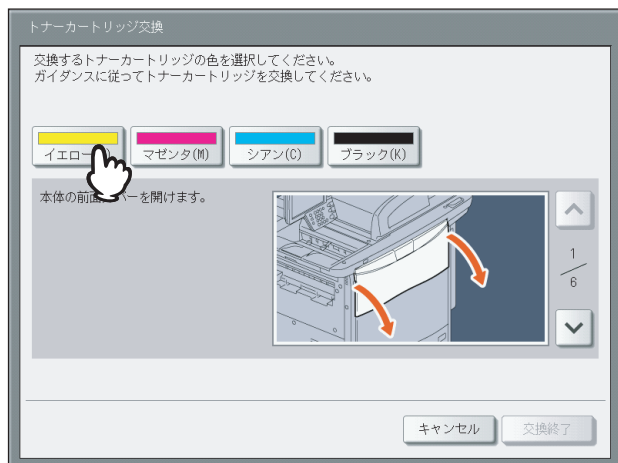 トナーカートリッジ交換
交換するトナーカートリッジの色を選択してください。
ガイダンスに従ってトナーカートリッジを交換してください。
イエロー
マゼンタ(M)
シアン(C)
ブラック(K)
本体の前面 バーを開けます。
1
6
キャンセル
交換終了